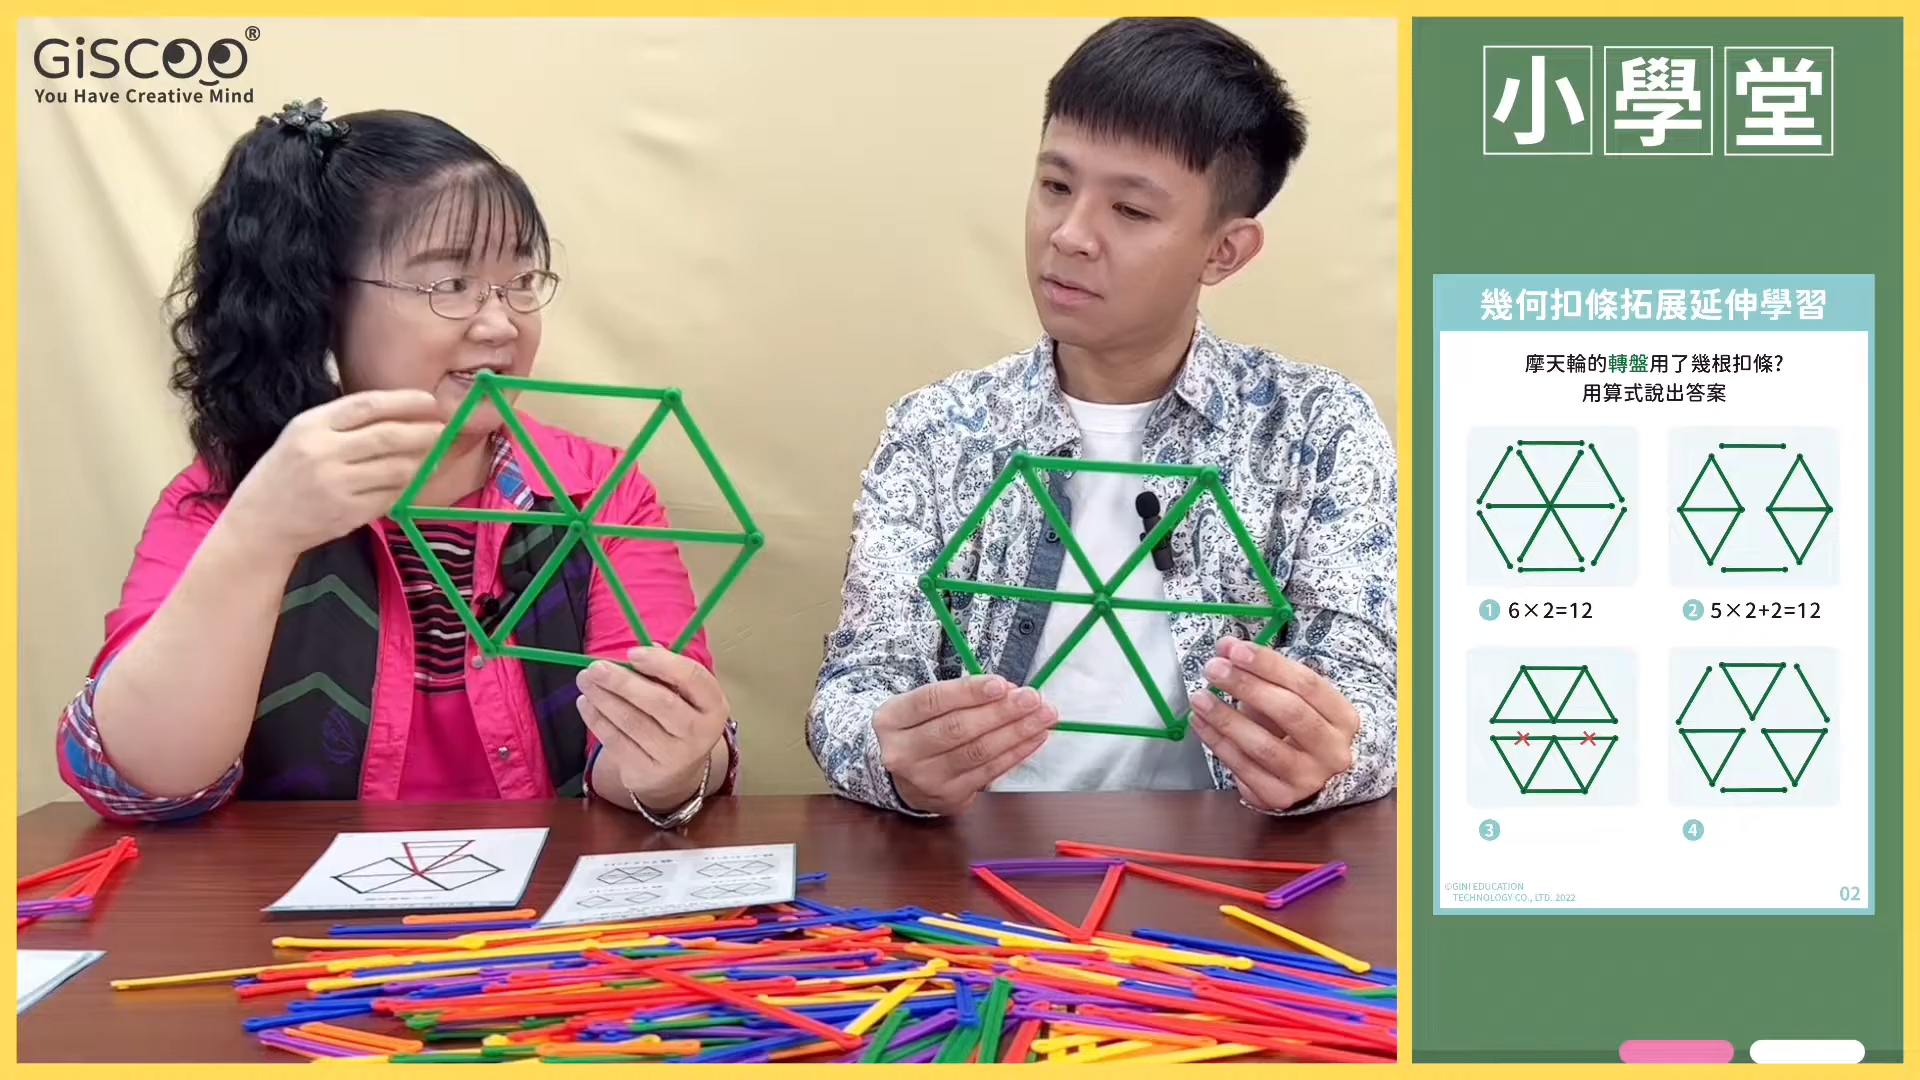 GiSCOO®
You Have Creative Mind
小學堂
幾何扣條拓展延伸學習
摩天輪的轉盤用了幾根扣條?
用算式說出答案
1 6×2=12
2 5×2+2=12
3
4
©GINI EDUCATION
TECHNOLOGY CO., LTD. 2022
02